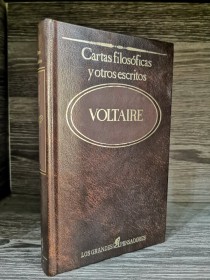 Cartas filosóficas
y otros escritos
VOLTAIRE
LOS GRANDES PENSADORES